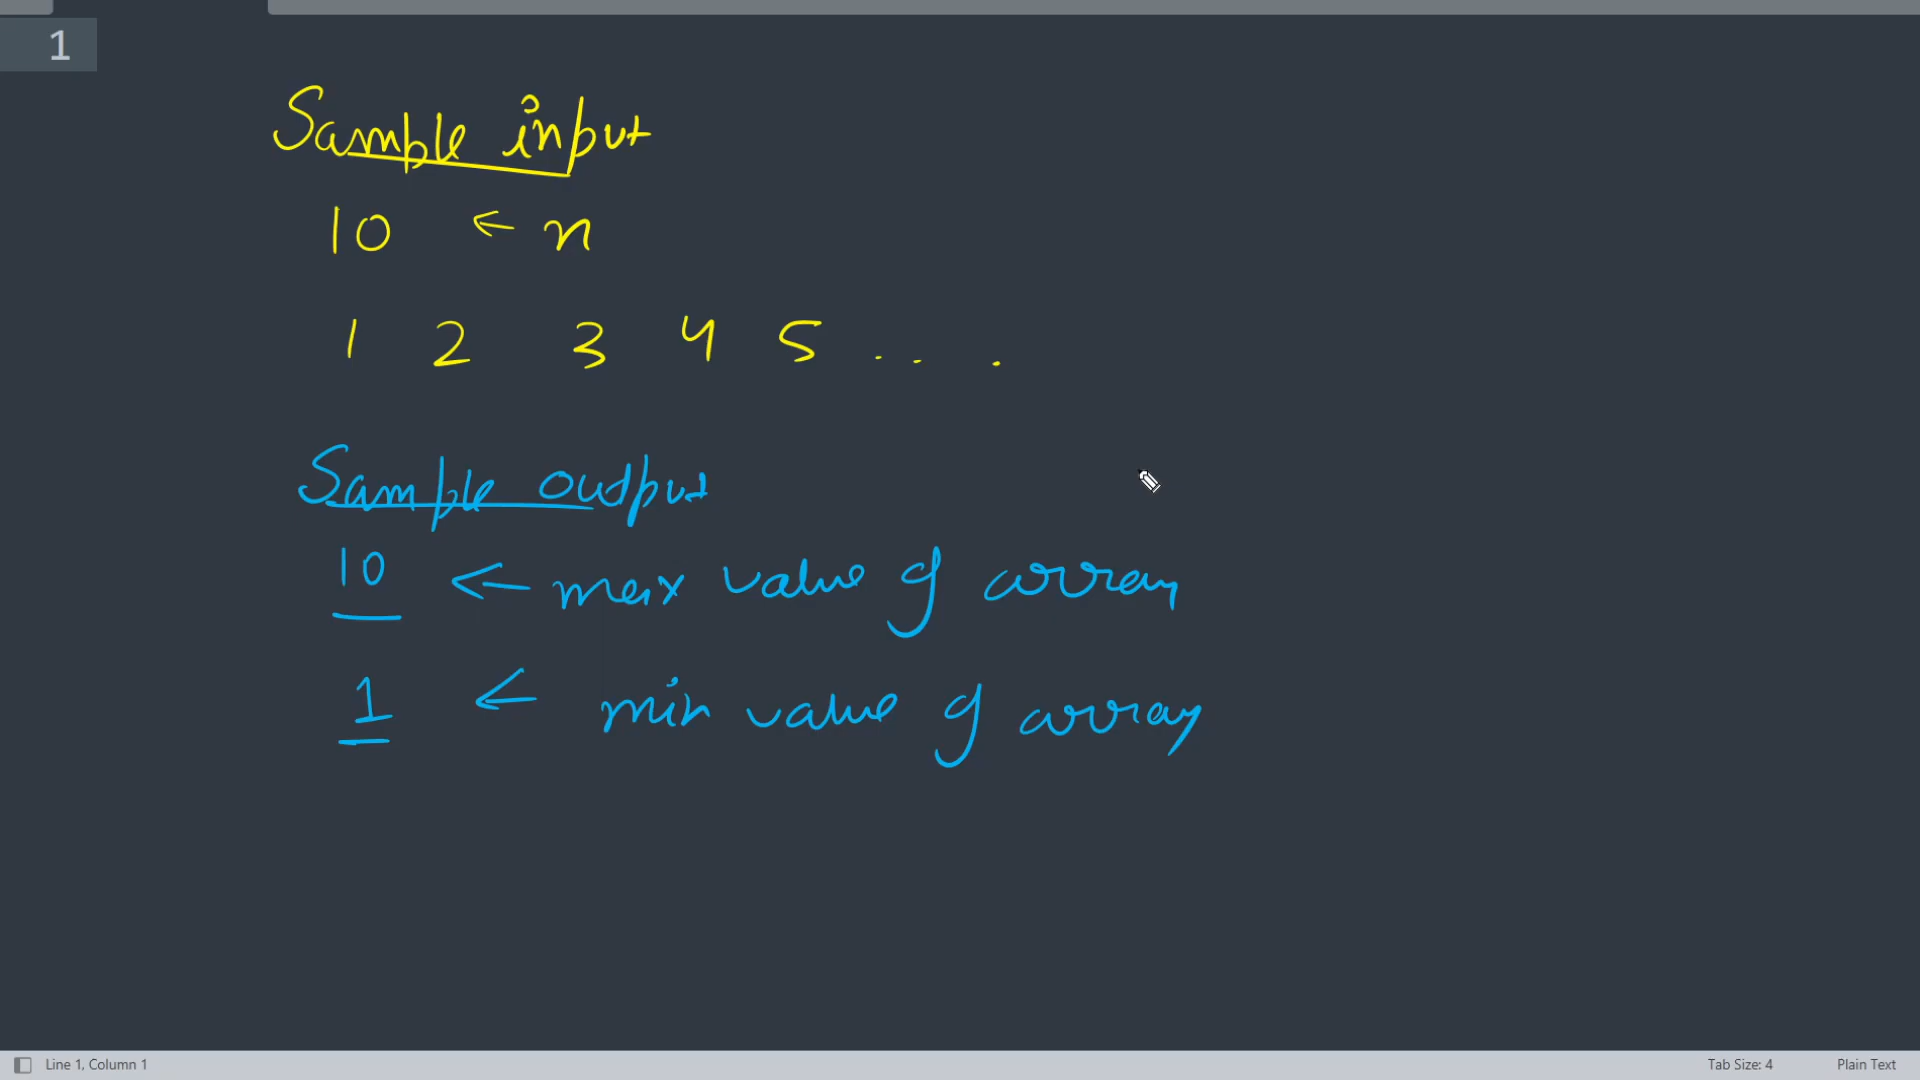 1
Sample input
10 ← n
1 2 3 4 5 . . .
Sample output
10 ← max value of array
1 ← min value of array
Line 1, Column 1
Tab Size: 4
Plain Text